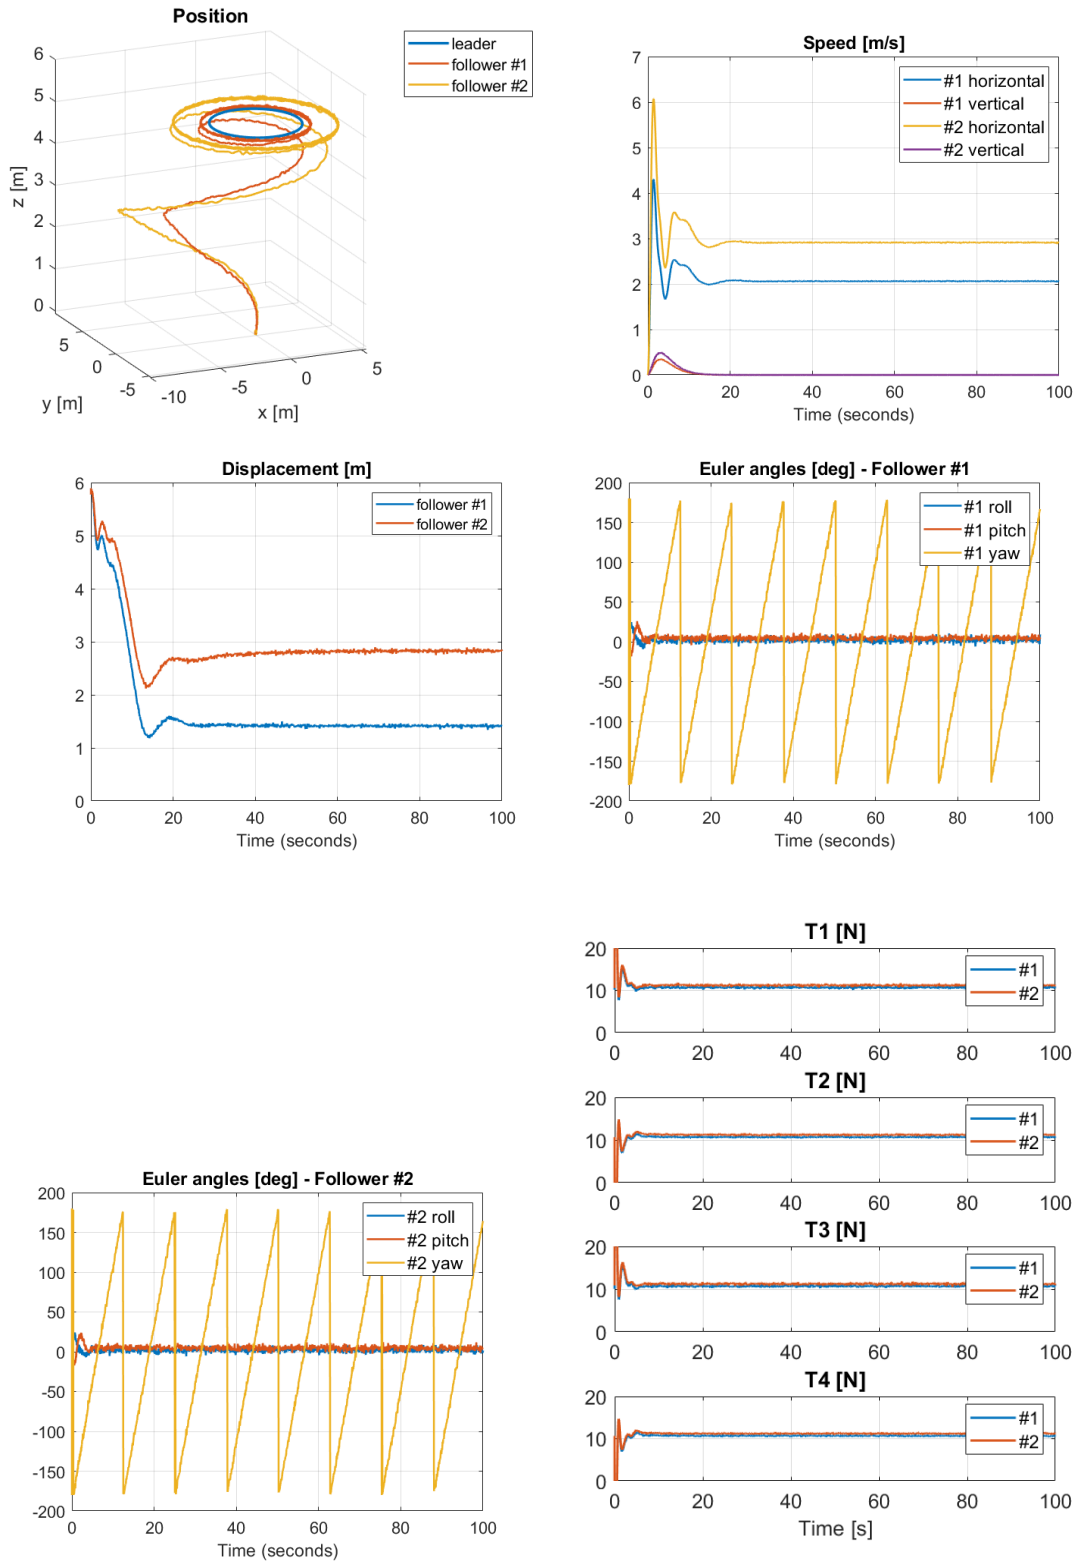 Position
leader
follower #1
follower #2
6
5
4
3
2
1
0
z [m]
5
0
-5
y [m]
-10
-5
0
5
x [m]
Speed [m/s]
#1 horizontal
#1 vertical
#2 horizontal
#2 vertical
7
6
5
4
3
2
1
0
0 20 40 60 80 100
Time (seconds)
Displacement [m]
follower #1
follower #2
6
5
4
3
2
1
0
0 20 40 60 80 100
Time (seconds)
Euler angles [deg] - Follower #1
#1 roll
#1 pitch
#1 yaw
200
150
100
50
0
-50
-100
-150
-200
0 20 40 60 80 100
Time (seconds)
Euler angles [deg] - Follower #2
#2 roll
#2 pitch
#2 yaw
200
150
100
50
0
-50
-100
-150
-200
0 20 40 60 80 100
Time (seconds)
T1 [N]
#1
#2
20
10
0
0 20 40 60 80 100
T2 [N]
#1
#2
20
10
0
0 20 40 60 80 100
T3 [N]
#1
#2
20
10
0
0 20 40 60 80 100
T4 [N]
#1
#2
20
10
0
0 20 40 60 80 100
Time [s]